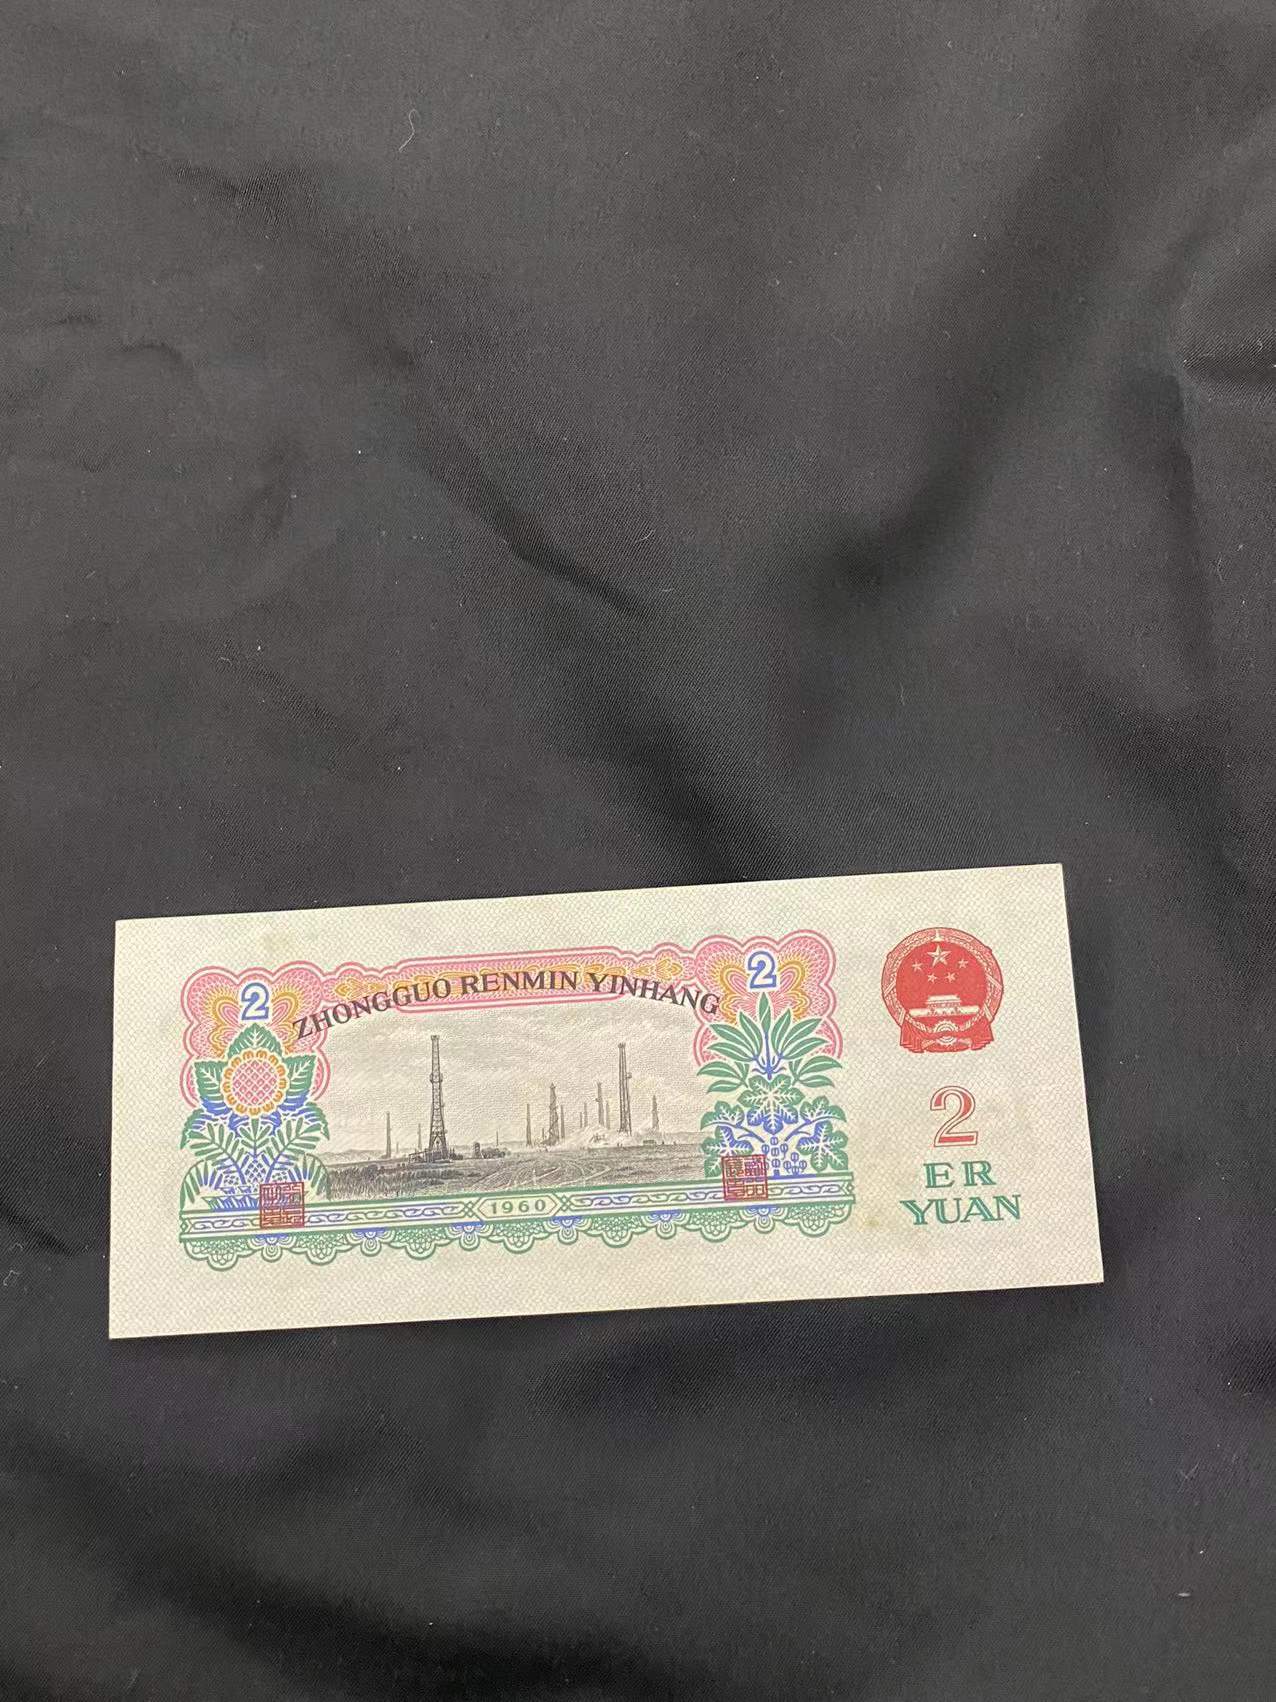 2
2
ZHONGGUO RENMIN YINHANG
1960
2
ER
YUAN